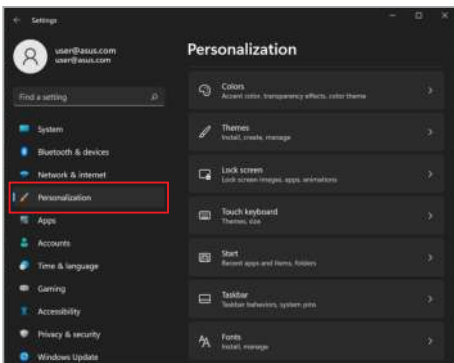 Settings
user@asus.com
user@asus.com
Find a setting
System
Bluetooth & devices
Network & internet
Personalization
Apps
Accounts
Time & language
Gaming
Accessibility
Privacy & security
Windows Update
Personalization
Colors
Accent color, transparency effects, color theme
Themes
Install, create, manage
Lock screen
Lock screen images, apps, animations
Touch keyboard
Themes, size
Start
Recent apps and items, folders
Taskbar
Taskbar behaviors, system pins
Fonts
Install, manage